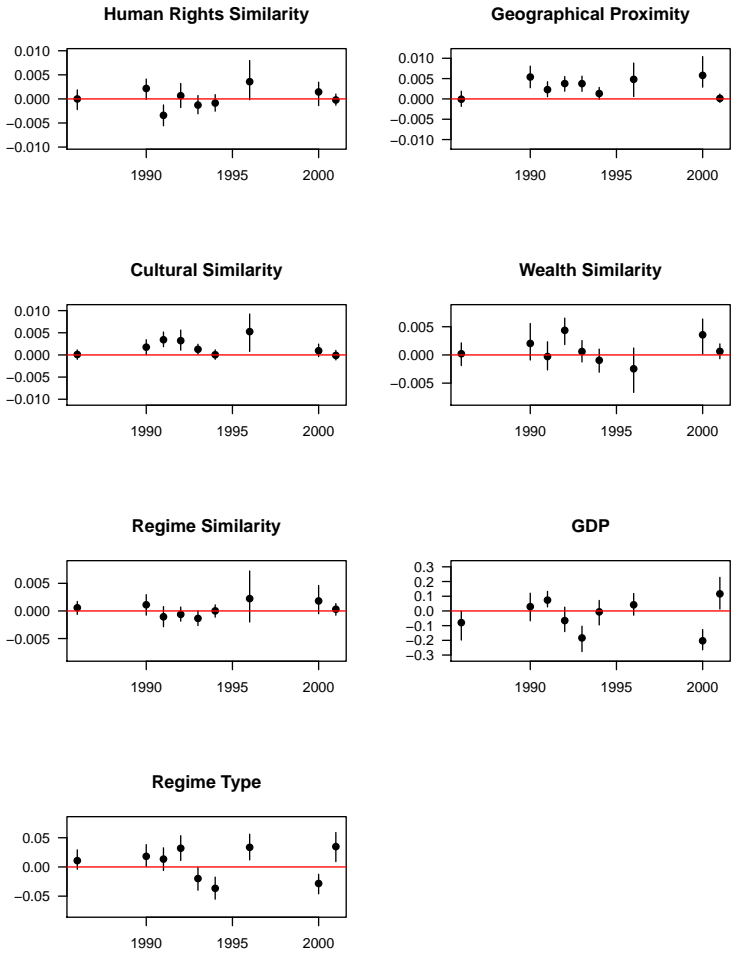 Human Rights Similarity
0.010
0.005
0.000
−0.005
−0.010
1990 1995 2000
Geographical Proximity
0.010
0.005
0.000
−0.005
−0.010
1990 1995 2000
Cultural Similarity
0.010
0.005
0.000
−0.005
−0.010
1990 1995 2000
Wealth Similarity
0.005
0.000
−0.005
1990 1995 2000
Regime Similarity
0.005
0.000
−0.005
1990 1995 2000
GDP
0.3
0.2
0.1
0.0
−0.1
−0.2
−0.3
1990 1995 2000
Regime Type
0.05
0.00
−0.05
1990 1995 2000